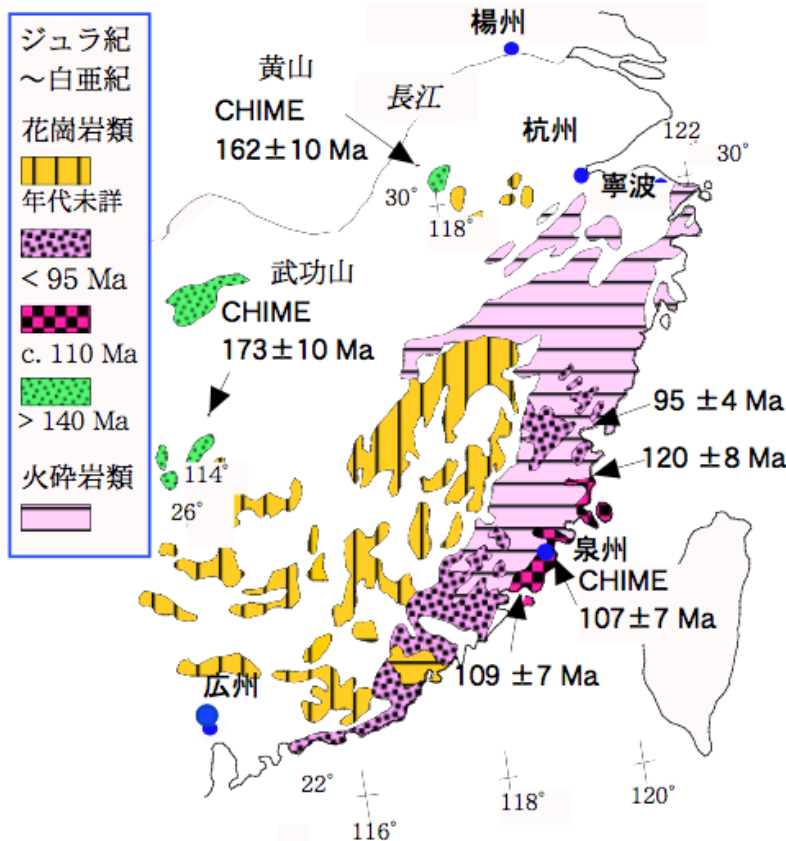 ジュラ紀
〜白亜紀
花崗岩類
年代未詳
< 95 Ma
c. 110 Ma
> 140 Ma
火砕岩類
揚州
黄山
CHIME
162±10 Ma
長江
杭州
122
30°
寧波
30°
118°
武功山
CHIME
173±10 Ma
95 ±4 Ma
120 ±8 Ma
114°
26°
泉州
CHIME
107±7 Ma
109 ±7 Ma
広州
22°
116°
118°
120°